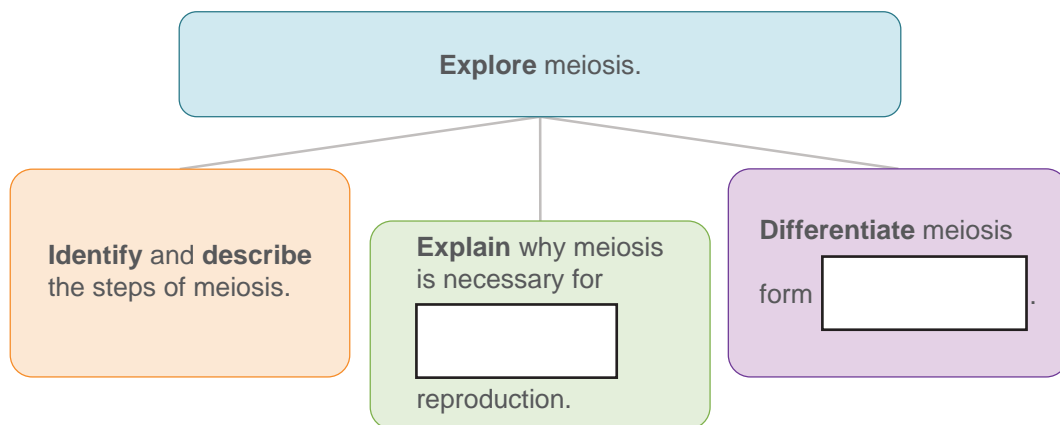 Explore meiosis.
Identify and describe
the steps of meiosis.
Explain why meiosis
is necessary for
reproduction.
Differentiate meiosis
form .